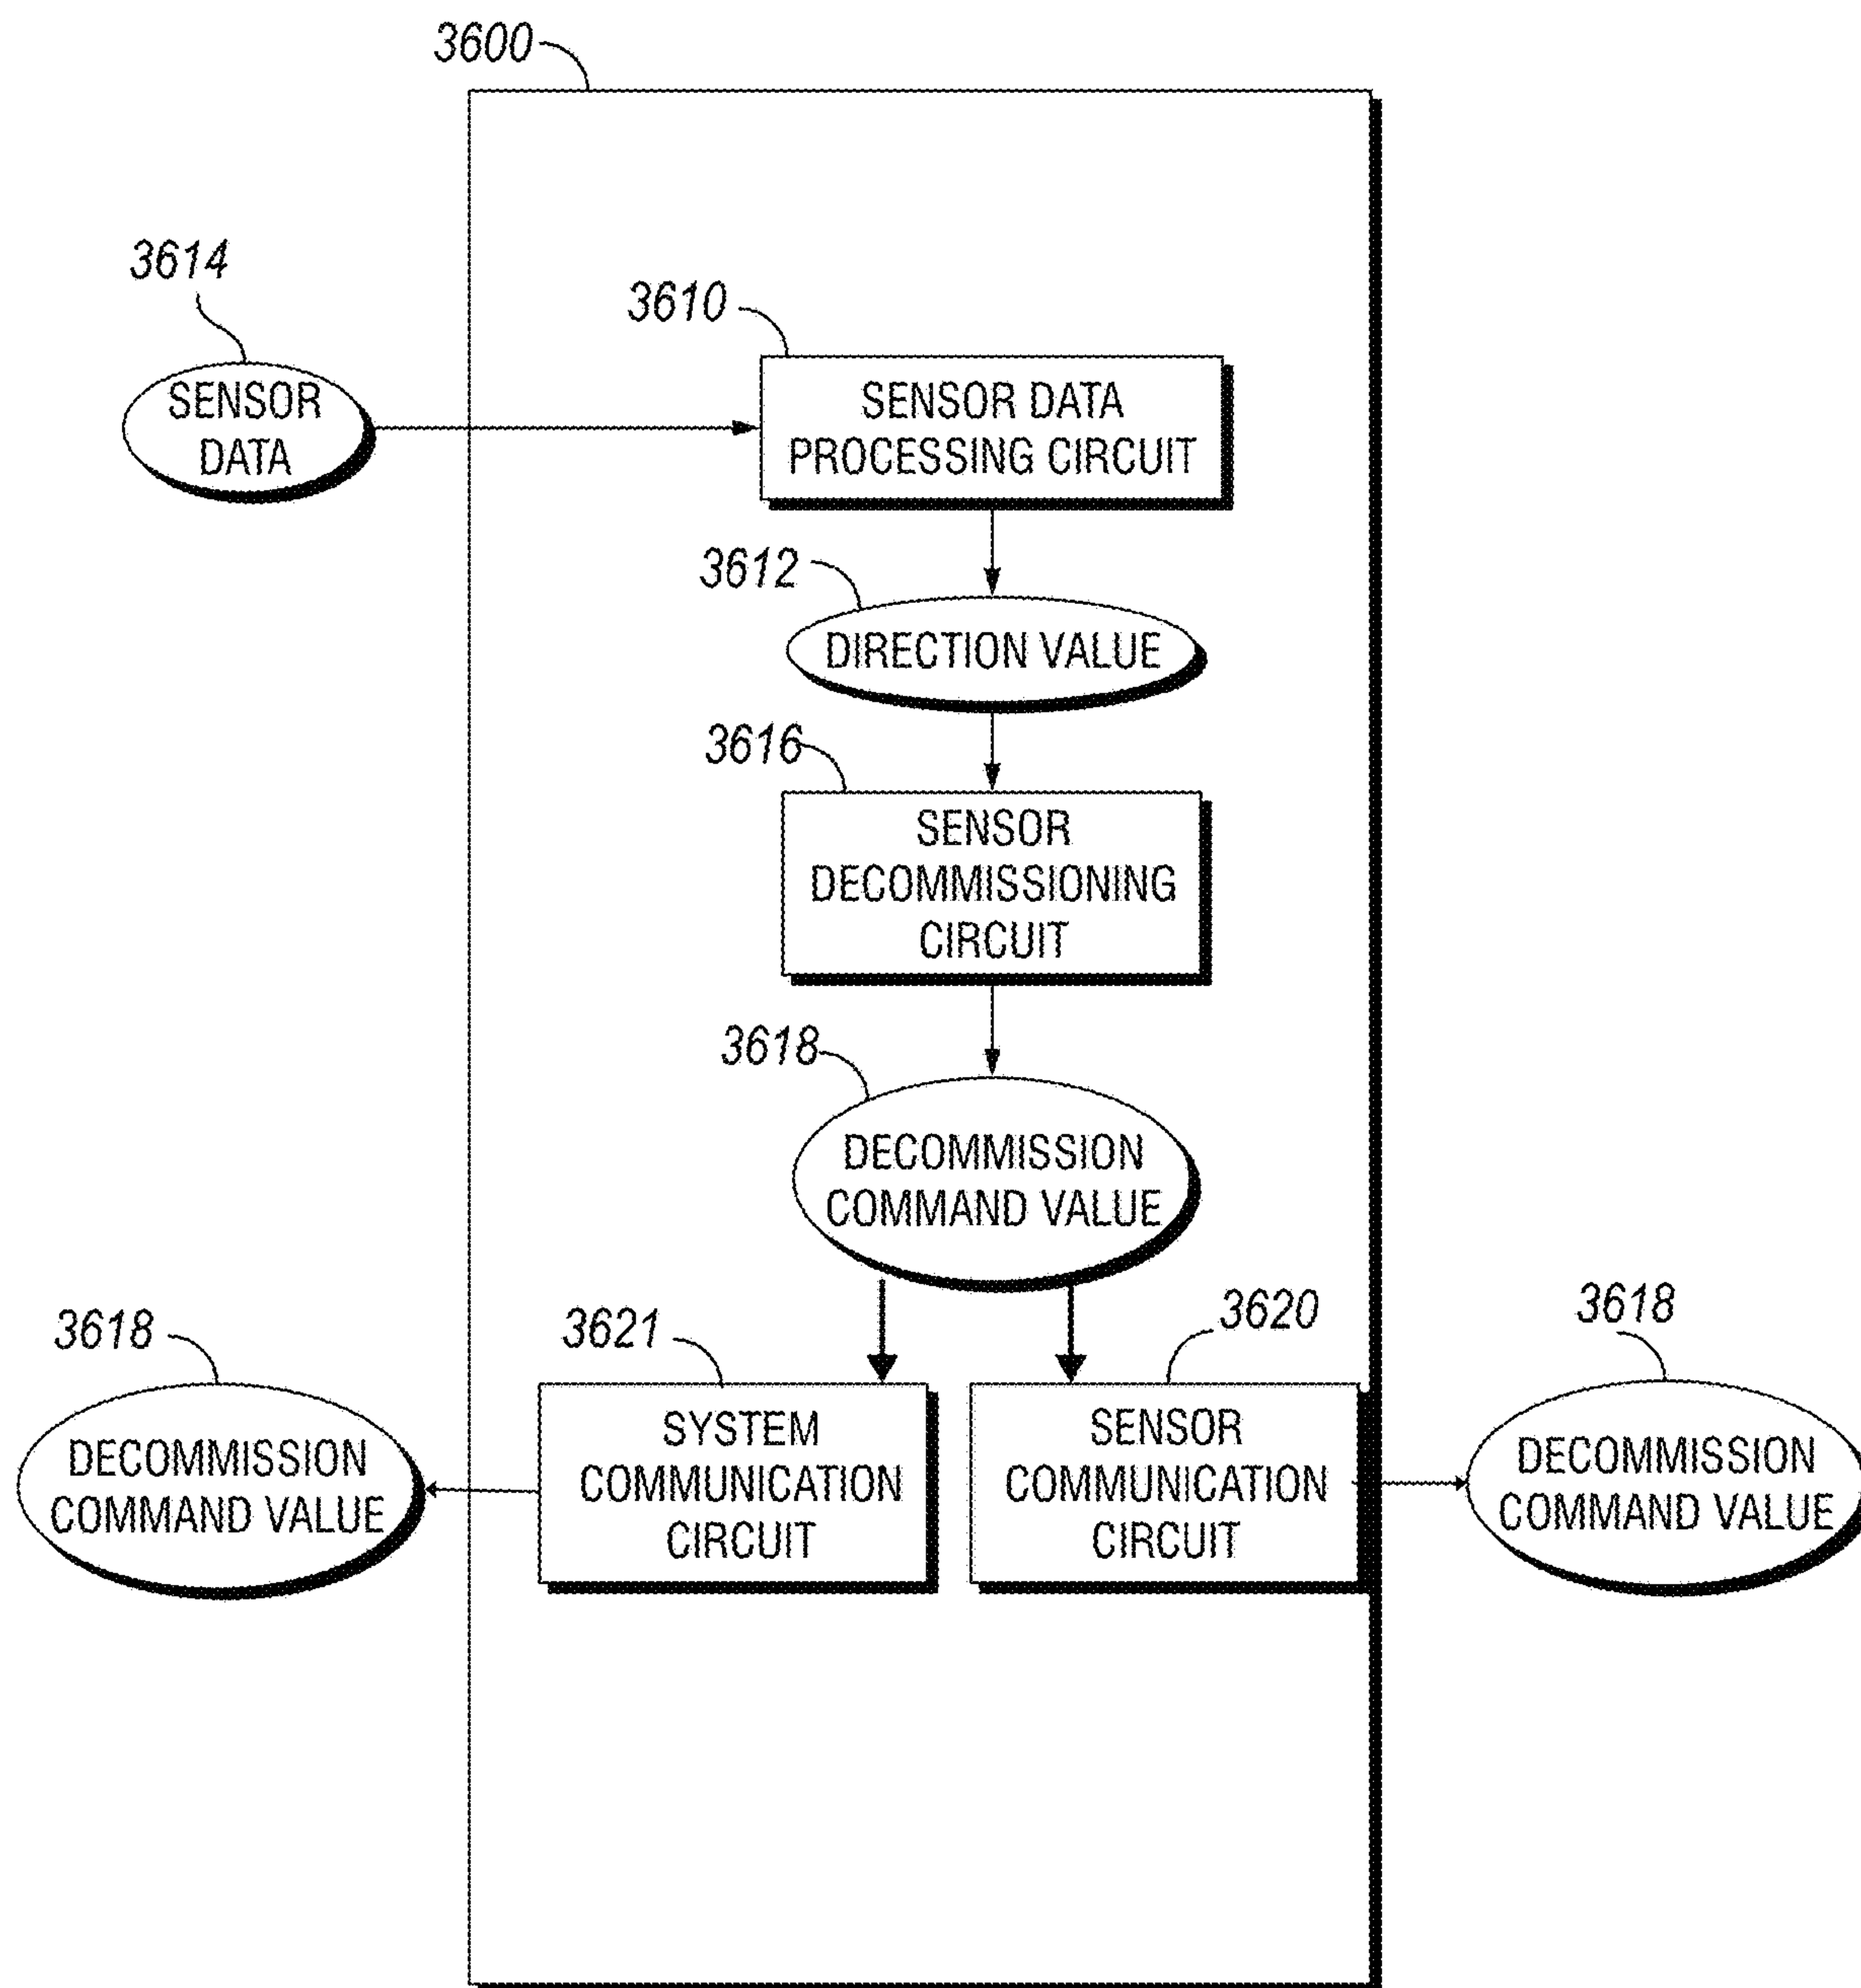 3600
3614
SENSOR
DATA
3610
SENSOR DATA
PROCESSING CIRCUIT
3612
DIRECTION VALUE
3616
SENSOR
DECOMMISSIONING
CIRCUIT
3618
DECOMMISSION
COMMAND VALUE
3618
DECOMMISSION
COMMAND VALUE
3621
SYSTEM
COMMUNICATION
CIRCUIT
3620
SENSOR
COMMUNICATION
CIRCUIT
3618
DECOMMISSION
COMMAND VALUE